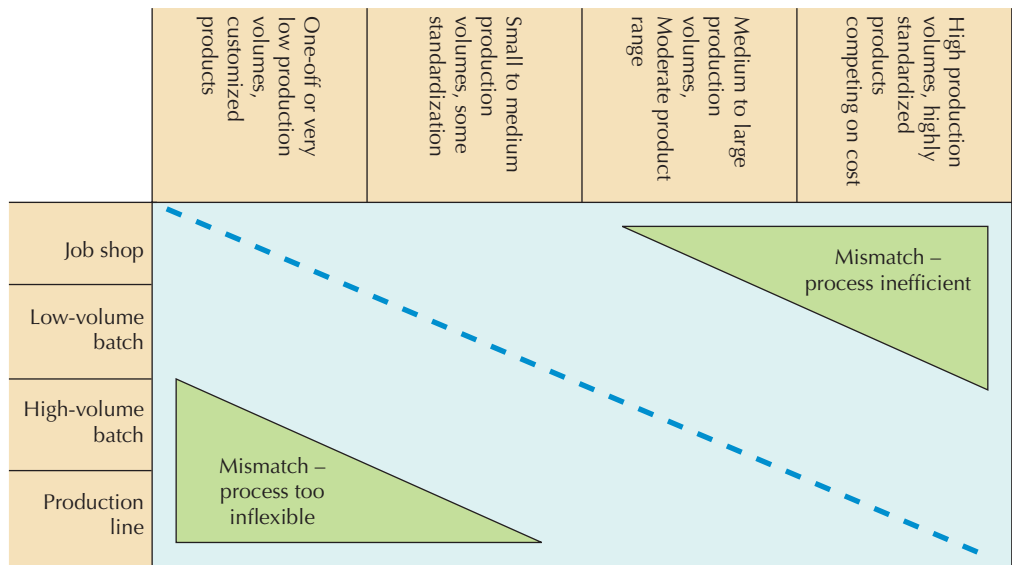 One-off or very
low production
volumes,
customized
products
Small to medium
production
volumes, some
standardization
Medium to large
production
volumes,
Moderate product
range
High production
volumes, highly
standardized
products
competing on cost
Job shop
Low-volume
batch
High-volume
batch
Production
line
Mismatch –
process inefficient
Mismatch –
process too
inflexible